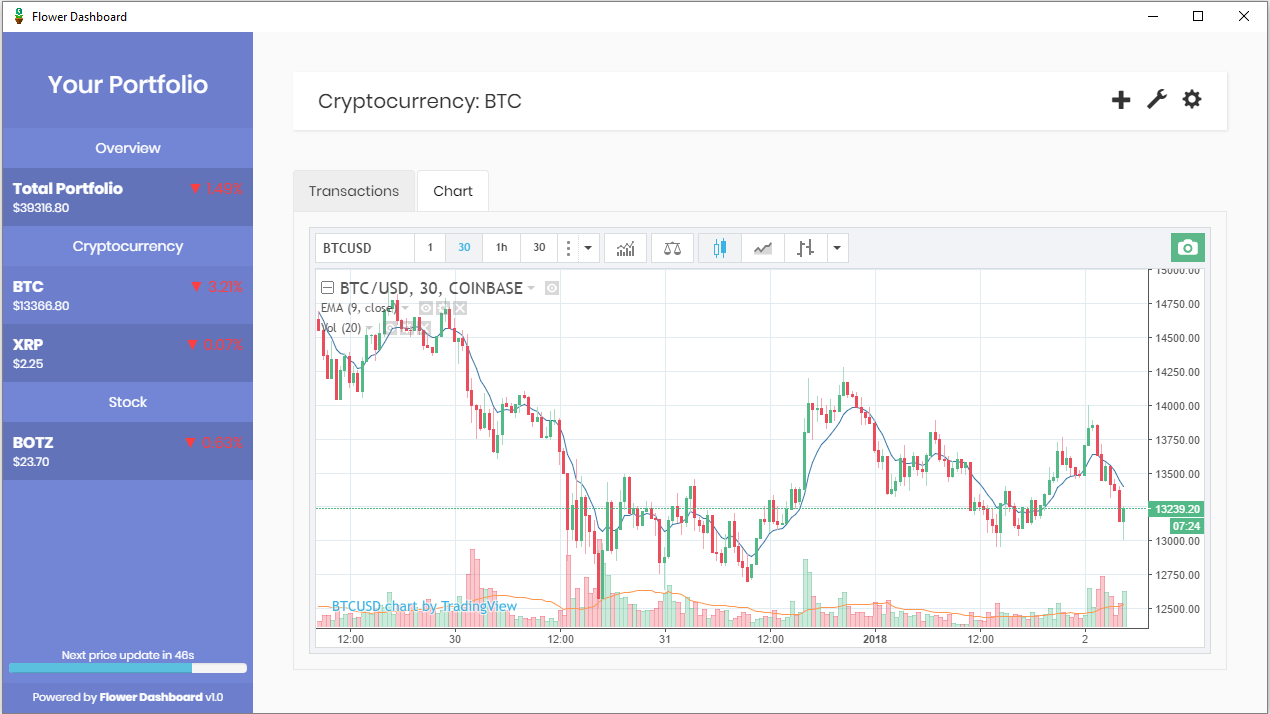 Flower Dashboard
Your Portfolio
Overview
Total Portfolio ▼ 1.49%
$39316.80
Cryptocurrency
BTC ▼ 3.21%
$13366.80
XRP ▼ 0.07%
$2.25
Stock
BOTZ ▼ 0.63%
$23.70
Next price update in 46s
Powered by Flower Dashboard v1.0
Cryptocurrency: BTC
Transactions Chart
BTCUSD 1 30 1h 30
BTC/USD, 30, COINBASE
EMA (9, close)
Vol (20)
15000.00
14750.00
14500.00
14250.00
14000.00
13750.00
13500.00
13239.20
07:24
13000.00
12750.00
12500.00
BTCUSD chart by TradingView
12:00 30 12:00 31 12:00 2018 12:00 2